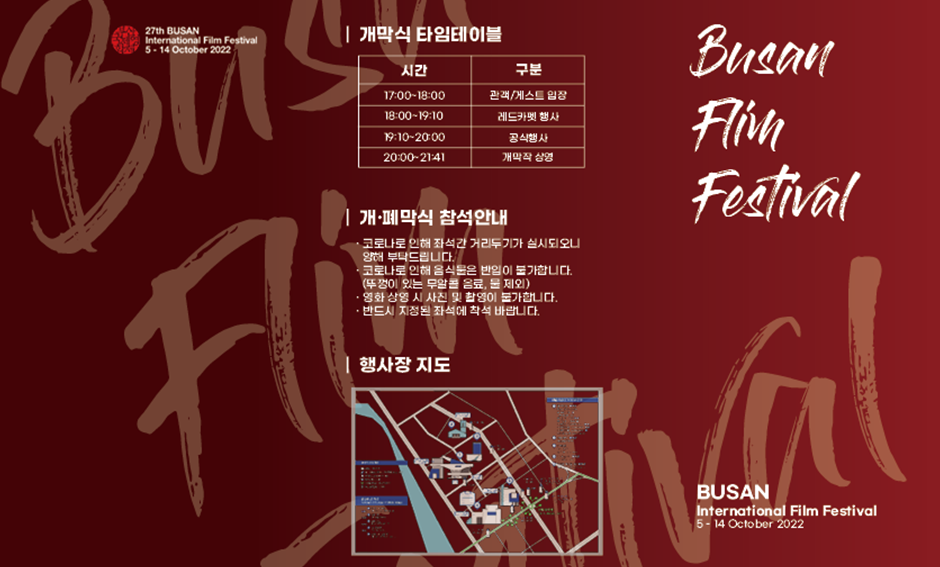 27th BUSAN
International Film Festival
5 - 14 October 2022
개막식 타임테이블
시간 구분
17:00~18:00 관객/게스트 입장
18:00~19:10 레드카펫 행사
19:10~20:00 공식행사
20:00~21:41 개막작 상영
개·폐막식 참석안내
· 코로나로 인해 좌석간 거리두기가 실시되오니
양해 부탁드립니다.
· 코로나로 인해 음식물은 반입이 불가합니다.
(뚜껑이 있는 무알콜 음료, 물 제외)
· 영화 상영 시 사진 및 촬영이 불가합니다.
· 반드시 지정된 좌석에 착석 바랍니다.
행사장 지도
Busan
Flim
Festival
BUSAN
International Film Festival
5 - 14 October 2022
Busan
Flim
Festival